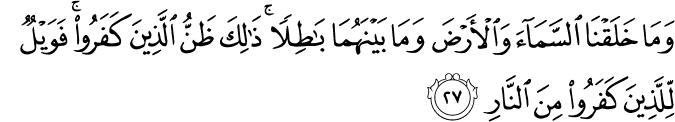 وَمَا خَلَقْنَا ٱلسَّمَآءَ وَٱلْأَرْضَ وَمَا بَيْنَهُمَا بَٰطِلًا ۚ ذَٰلِكَ ظَنُّ ٱلَّذِينَ كَفَرُوا۟ ۚ فَوَيْلٌ
لِّلَّذِينَ كَفَرُوا۟ مِنَ ٱلنَّارِ ٢٧